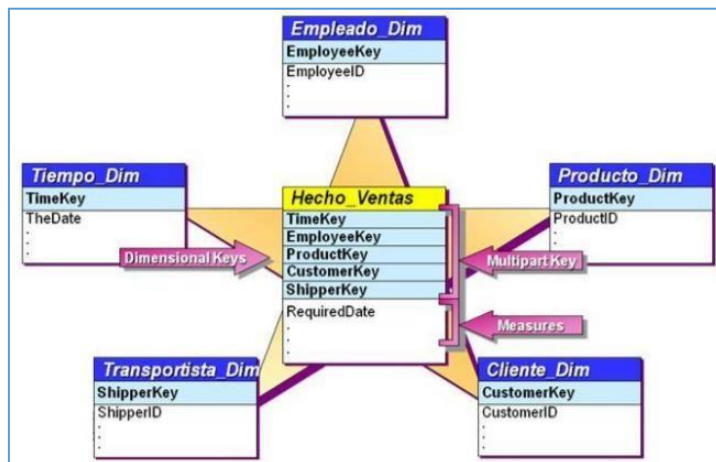 Empleado_Dim
EmployeeKey
EmployeeID
.
.
.
Tiempo_Dim
TimeKey
TheDate
.
.
.
Hecho_Ventas
TimeKey
EmployeeKey
ProductKey
CustomerKey
ShipperKey
RequiredDate
.
.
.
Producto_Dim
ProductKey
ProductID
.
.
.
Dimensional Keys
Multipart Key
Measures
Transportista_Dim
ShipperKey
ShipperID
.
.
.
Cliente_Dim
CustomerKey
CustomerID
.
.
.